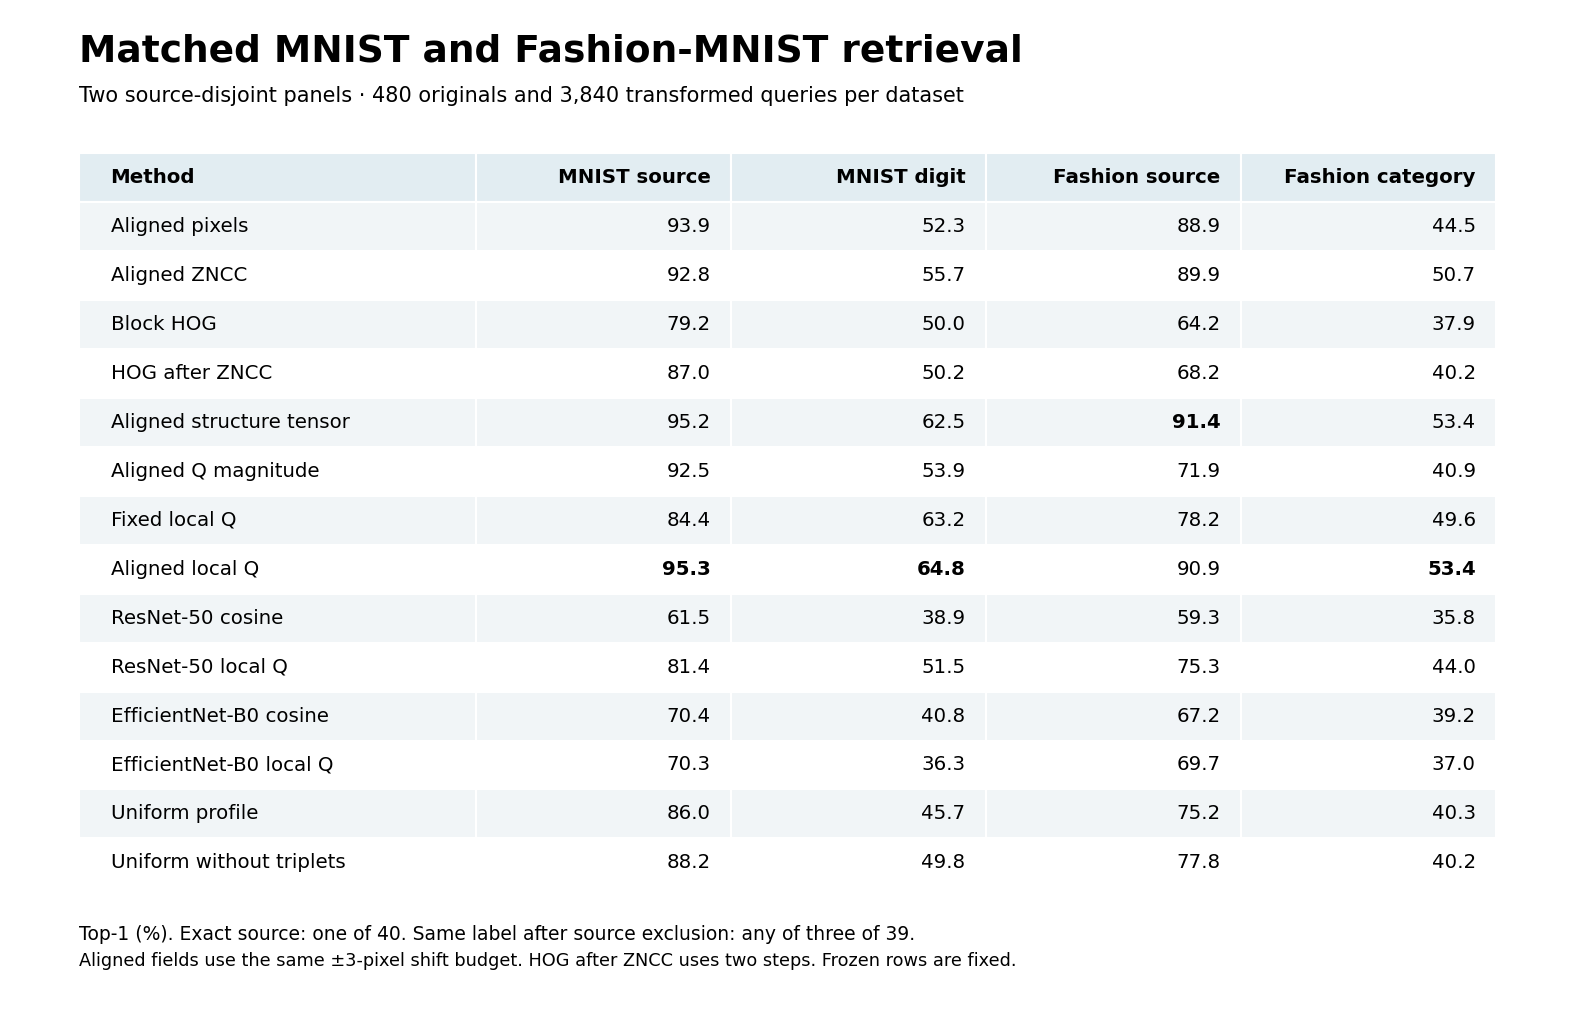 Matched MNIST and Fashion-MNIST retrieval
Two source-disjoint panels · 480 originals and 3,840 transformed queries per dataset
Method MNIST source MNIST digit Fashion source Fashion category
Aligned pixels 93.9 52.3 88.9 44.5
Aligned ZNCC 92.8 55.7 89.9 50.7
Block HOG 79.2 50.0 64.2 37.9
HOG after ZNCC 87.0 50.2 68.2 40.2
Aligned structure tensor 95.2 62.5 91.4 53.4
Aligned Q magnitude 92.5 53.9 71.9 40.9
Fixed local Q 84.4 63.2 78.2 49.6
Aligned local Q 95.3 64.8 90.9 53.4
ResNet-50 cosine 61.5 38.9 59.3 35.8
ResNet-50 local Q 81.4 51.5 75.3 44.0
EfficientNet-B0 cosine 70.4 40.8 67.2 39.2
EfficientNet-B0 local Q 70.3 36.3 69.7 37.0
Uniform profile 86.0 45.7 75.2 40.3
Uniform without triplets 88.2 49.8 77.8 40.2
Top-1 (%). Exact source: one of 40. Same label after source exclusion: any of three of 39.
Aligned fields use the same ±3-pixel shift budget. HOG after ZNCC uses two steps. Frozen rows are fixed.